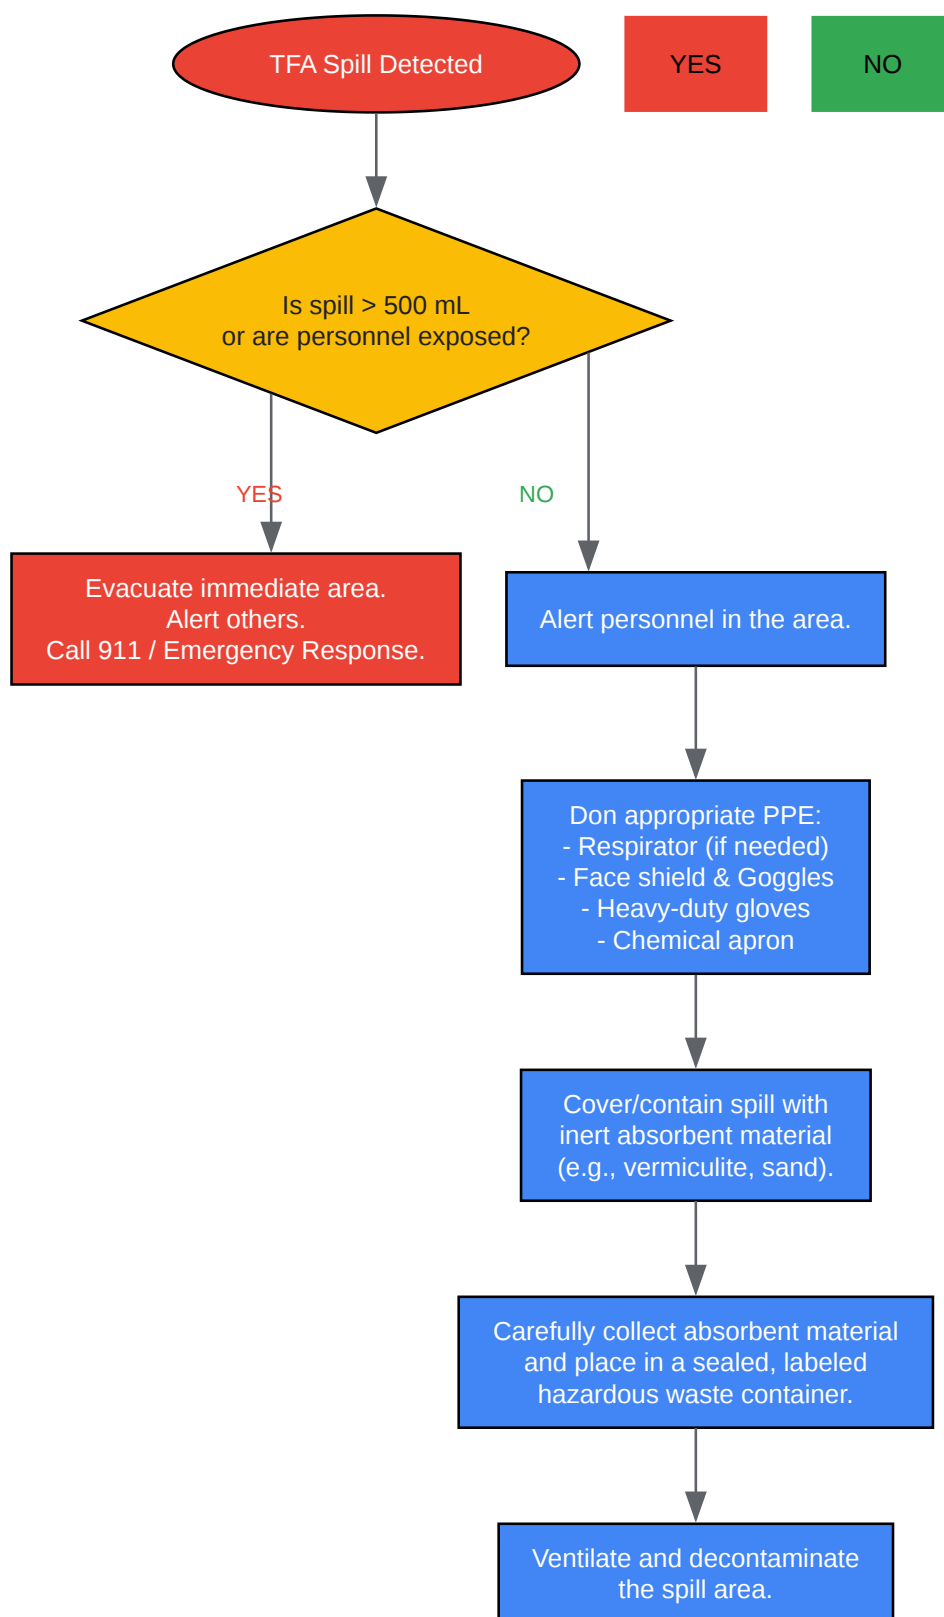 TFA Spill Detected
YES
NO
Is spill > 500 mL
or are personnel exposed?
YES
NO
Evacuate immediate area.
Alert others.
Call 911 / Emergency Response.
Alert personnel in the area.
Don appropriate PPE:
- Respirator (if needed)
- Face shield & Goggles
- Heavy-duty gloves
- Chemical apron
Cover/contain spill with
inert absorbent material
(e.g., vermiculite, sand).
Carefully collect absorbent material
and place in a sealed, labeled
hazardous waste container.
Ventilate and decontaminate
the spill area.